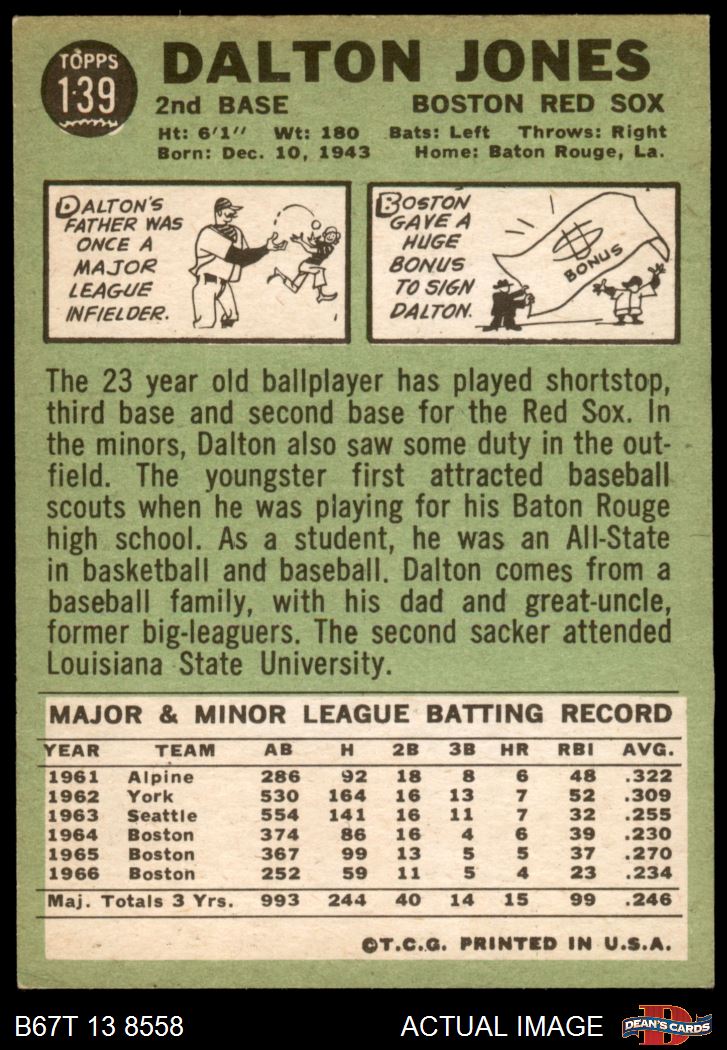 TOPPS
139
DALTON JONES
2nd BASE BOSTON RED SOX
Ht: 6'1" Wt: 180 Bats: Left Throws: Right
Born: Dec. 10, 1943 Home: Baton Rouge, La.
DALTON'S
FATHER WAS
ONCE A
MAJOR
LEAGUE
INFIELDER.
BOSTON
GAVE A
HUGE
BONUS
TO SIGN
DALTON.
BONUS
The 23 year old ballplayer has played shortstop,
third base and second base for the Red Sox. In
the minors, Dalton also saw some duty in the out-
field. The youngster first attracted baseball
scouts when he was playing for his Baton Rouge
high school. As a student, he was an All-State
in basketball and baseball. Dalton comes from a
baseball family, with his dad and great-uncle,
former big-leaguers. The second sacker attended
Louisiana State University.
MAJOR & MINOR LEAGUE BATTING RECORD
YEAR TEAM AB H 2B 3B HR RBI AVG.
1961 Alpine 286 92 18 8 6 48 .322
1962 York 530 164 16 13 7 52 .309
1963 Seattle 554 141 16 11 7 32 .255
1964 Boston 374 86 16 4 6 39 .230
1965 Boston 367 99 13 5 5 37 .270
1966 Boston 252 59 11 5 4 23 .234
Maj. Totals 3 Yrs. 993 244 40 14 15 99 .246
©T.C.G. PRINTED IN U.S.A.
B67T 13 8558 ACTUAL IMAGE
D
DEAN'S CARDS